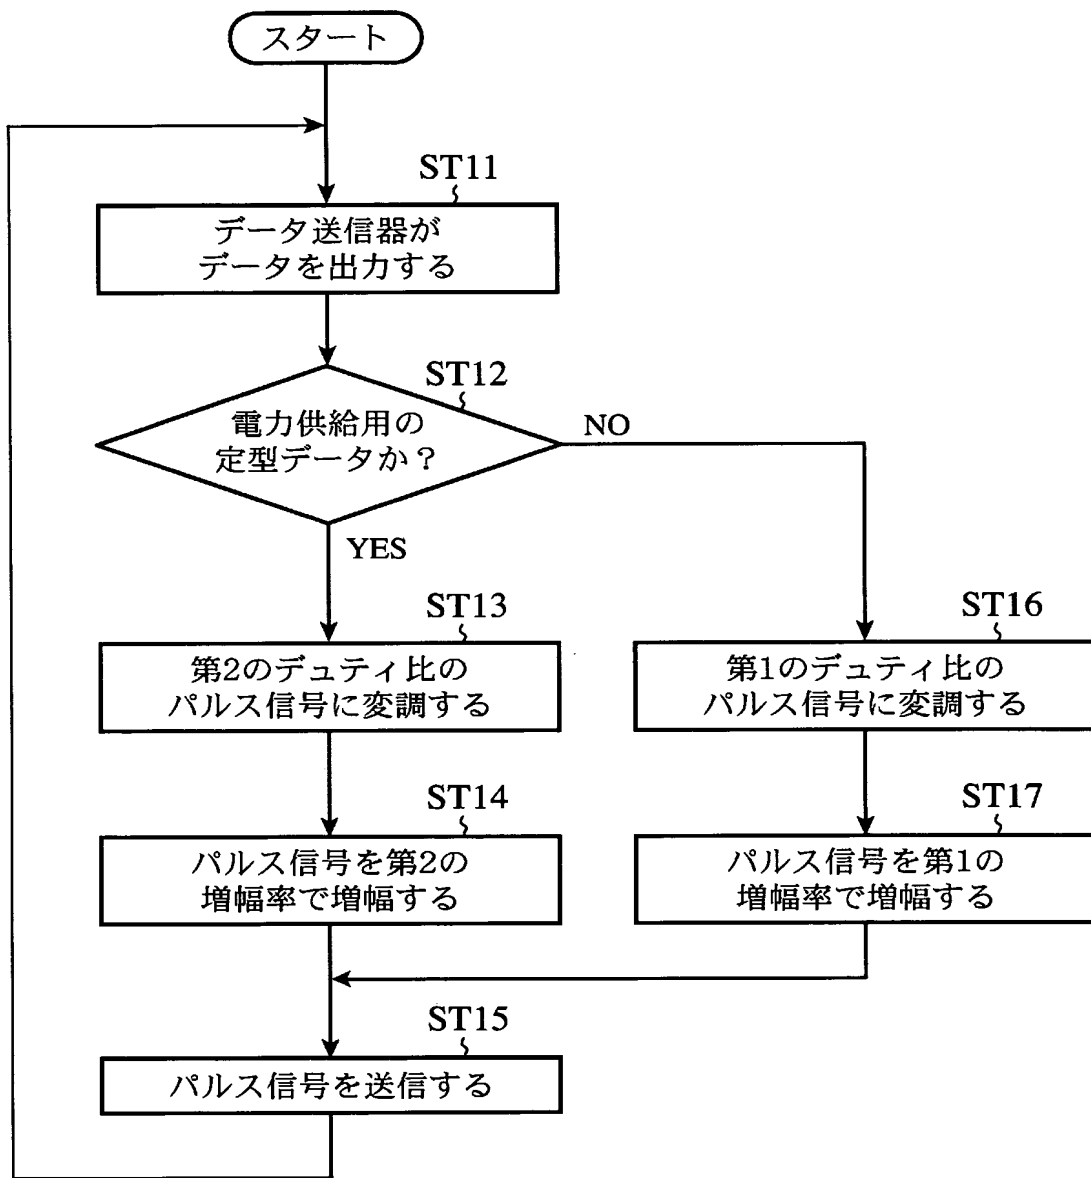 スタート
ST11
データ送信器が
データを出力する
ST12
電力供給用の
定型データか？
NO
YES
ST13
第2のデュティ比の
パルス信号に変調する
ST16
第1のデュティ比の
パルス信号に変調する
ST14
パルス信号を第2の
増幅率で増幅する
ST17
パルス信号を第1の
増幅率で増幅する
ST15
パルス信号を送信する